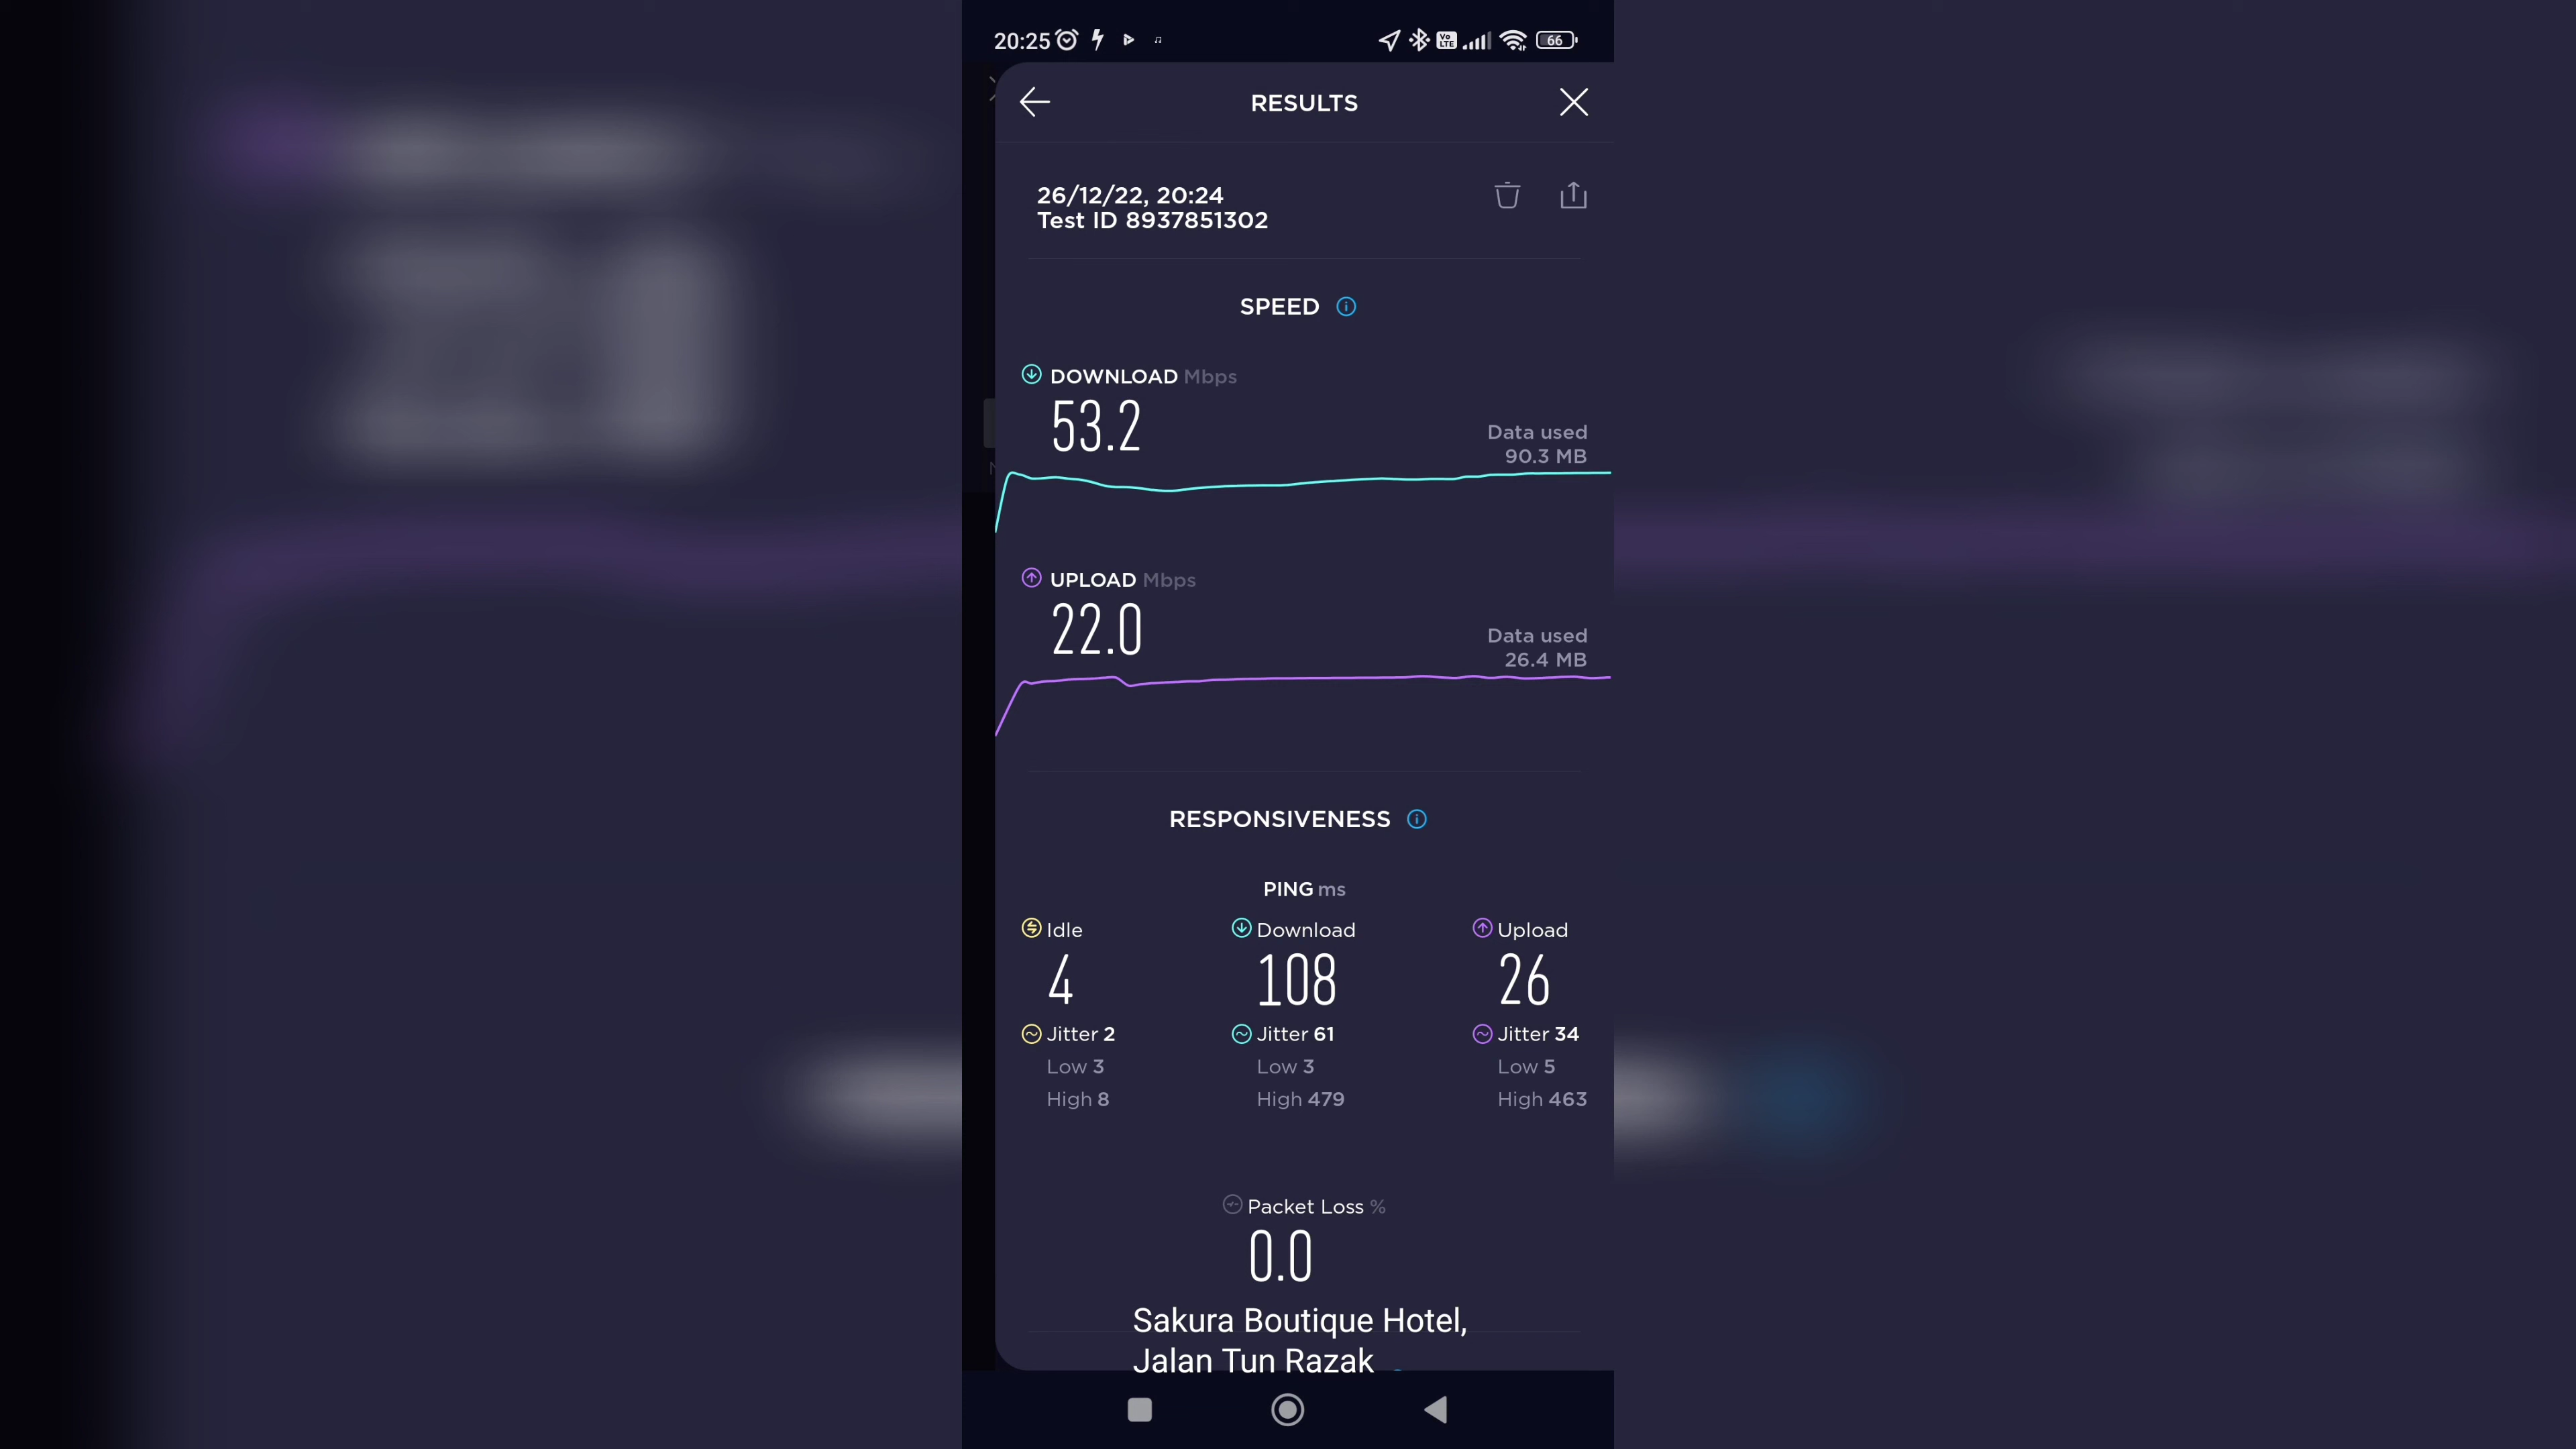 20:25
66
RESULTS
26/12/22, 20:24
Test ID 8937851302
SPEED
DOWNLOAD Mbps
53.2
Data used
90.3 MB
UPLOAD Mbps
22.0
Data used
26.4 MB
RESPONSIVENESS
PING ms
Idle Download Upload
4 108 26
Jitter 2 Jitter 61 Jitter 34
Low 3 Low 3 Low 5
High 8 High 479 High 463
Packet Loss %
0.0
Sakura Boutique Hotel,
Jalan Tun Razak